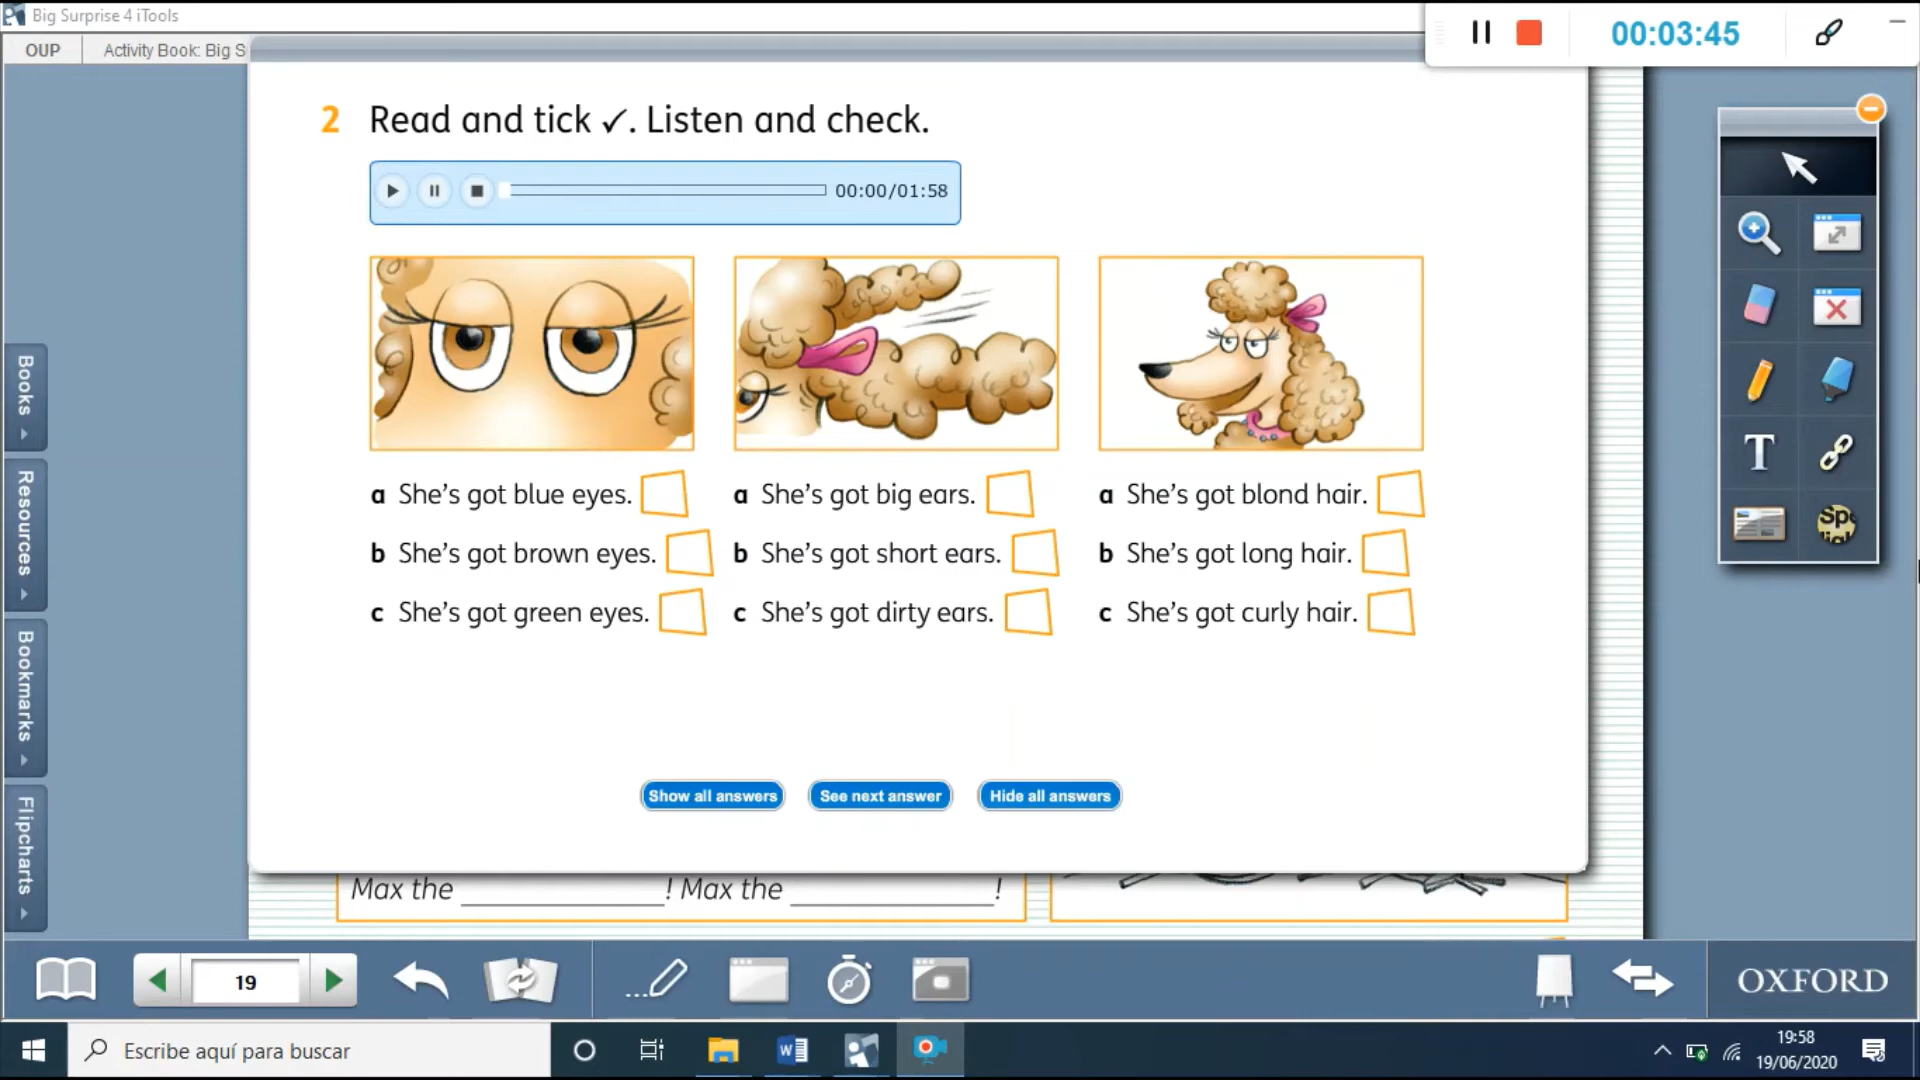 Big Surprise 4 iTools
00:03:45
OUP
Activity Book: Big S
2 Read and tick ✓. Listen and check.
00:00/01:58
a She's got blue eyes.
b She's got brown eyes.
c She's got green eyes.
a She's got big ears.
b She's got short ears.
c She's got dirty ears.
a She's got blond hair.
b She's got long hair.
c She's got curly hair.
Show all answers
See next answer
Hide all answers
Max the ______________! Max the ______________!
Books
Resources
Bookmarks
Flipcharts
T
19
OXFORD
Escribe aquí para buscar
19:58
19/06/2020